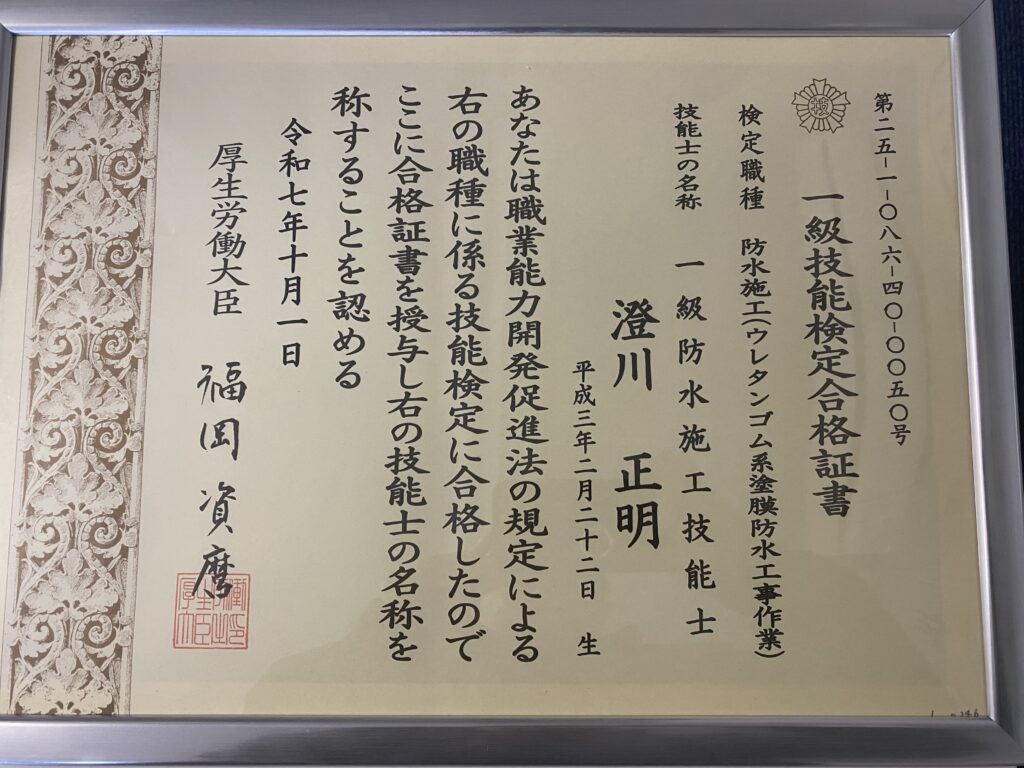 第二五-一-〇八六-四〇-〇〇五〇号
一級技能検定合格証書
検定職種 防水施工(ウレタンゴム系塗膜防水工事作業)
技能士の名称 一級防水施工技能士
澄川 正明
平成三年二月二十二日 生
あなたは職業能力開発促進法の規定による
右の職種に係る技能検定に合格したので
ここに合格証書を授与し右の技能士の名称を
称することを認める
令和七年十月一日
厚生労働大臣 福岡 資麿